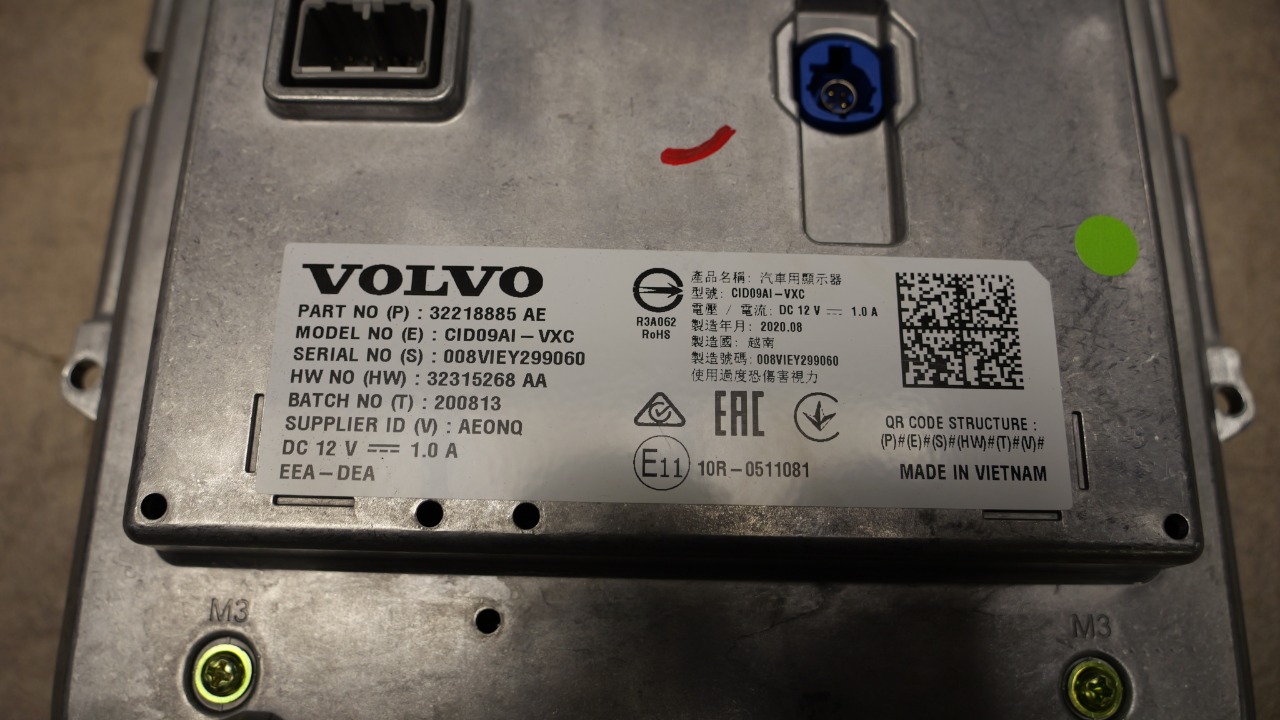 VOLVO
PART NO (P) : 32218885 AE
MODEL NO (E) : CID09AI-VXC
SERIAL NO (S) : 008VIEY299060
HW NO (HW) : 32315268 AA
BATCH NO (T) : 200813
SUPPLIER ID (V) : AEONQ
DC 12 V ⎓ 1.0 A
EEA-DEA
R3A062
RoHS
產品名稱: 汽車用顯示器
型號: CID09AI-VXC
電壓 / 電流: DC 12 V ⎓ 1.0 A
製造年月: 2020.08
製造國: 越南
製造號碼: 008VIEY299060
使用過度恐傷害視力
EAC
E11 10R-0511081
QR CODE STRUCTURE :
(P)#(E)#(S)#(HW)#(T)#(V)#
MADE IN VIETNAM
M3
M3